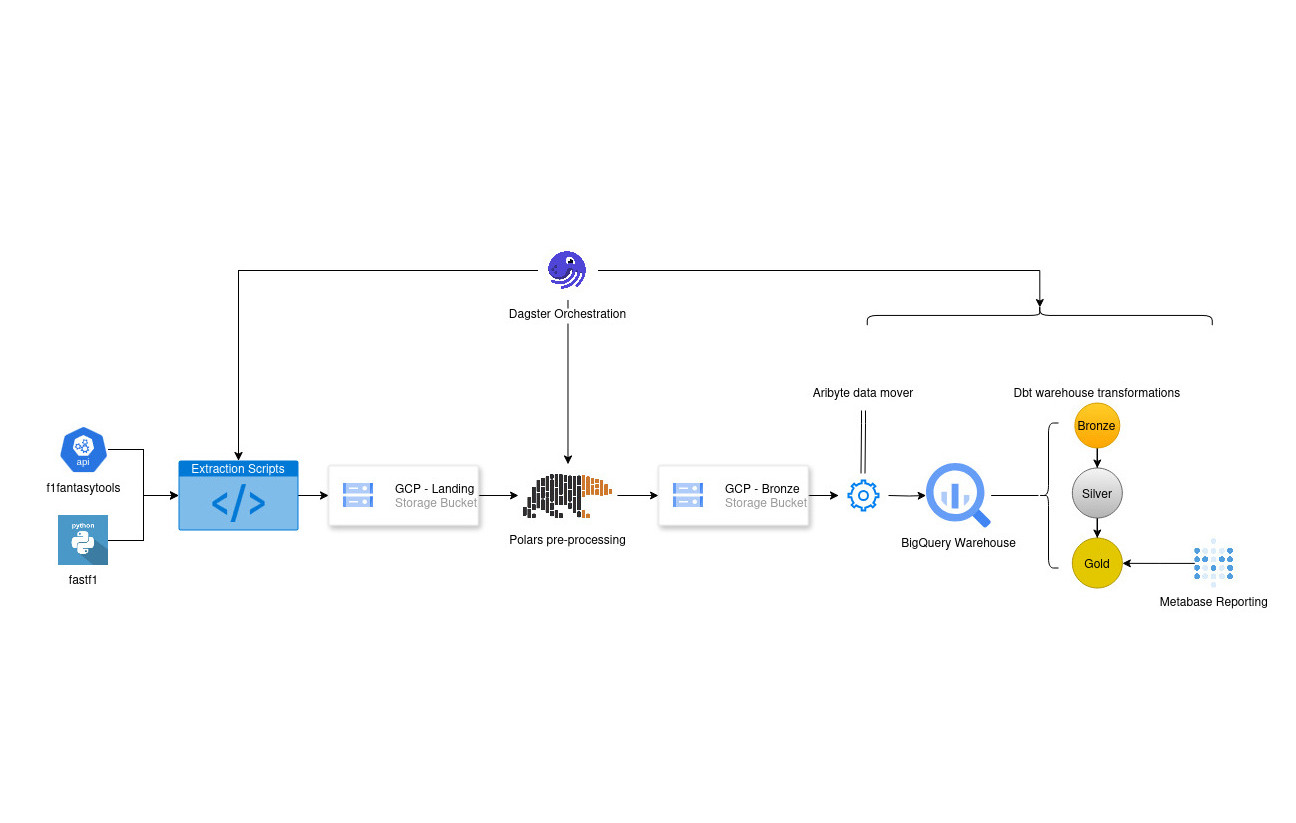 Dagster Orchestration
Aribyte data mover
Dbt warehouse transformations
Bronze
api
f1fantasytools
Extraction Scripts
</>
GCP - Landing
Storage Bucket
GCP - Bronze
Storage Bucket
Silver
python
fastf1
Polars pre-processing
BigQuery Warehouse
Gold
Metabase Reporting